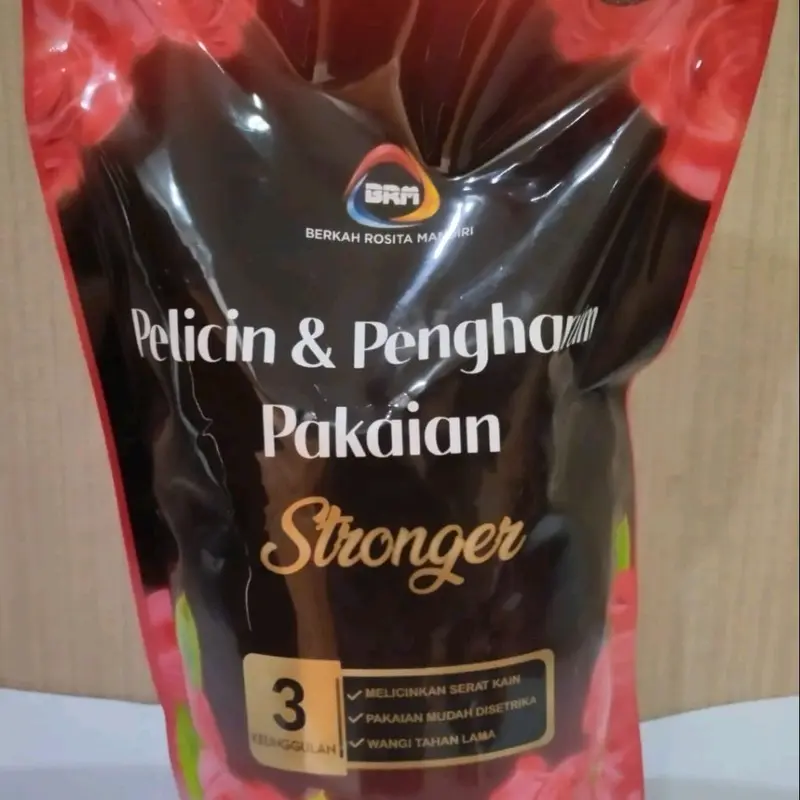 BRM
BERKAH ROSITA MANDIRI
Pelicin & Pengharum
Pakaian
Stronger
3
KEUNGGULAN
MELICINKAN SERAT KAIN
PAKAIAN MUDAH DISETRIKA
WANGI TAHAN LAMA